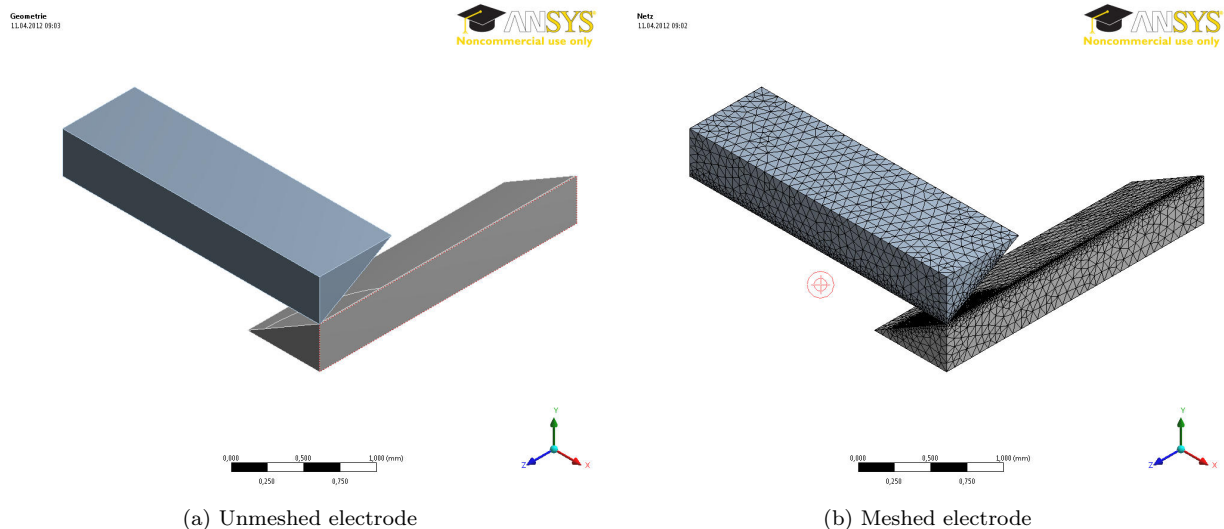 Geometrie
11.04.2012 09:03
ANSYS
Noncommercial use only
0,000 0,500 1,000 (mm)
0,250 0,750
Y
Z X
(a) Unmeshed electrode
Netz
11.04.2012 09:02
ANSYS
Noncommercial use only
0,000 0,500 1,000 (mm)
0,250 0,750
Y
Z X
(b) Meshed electrode